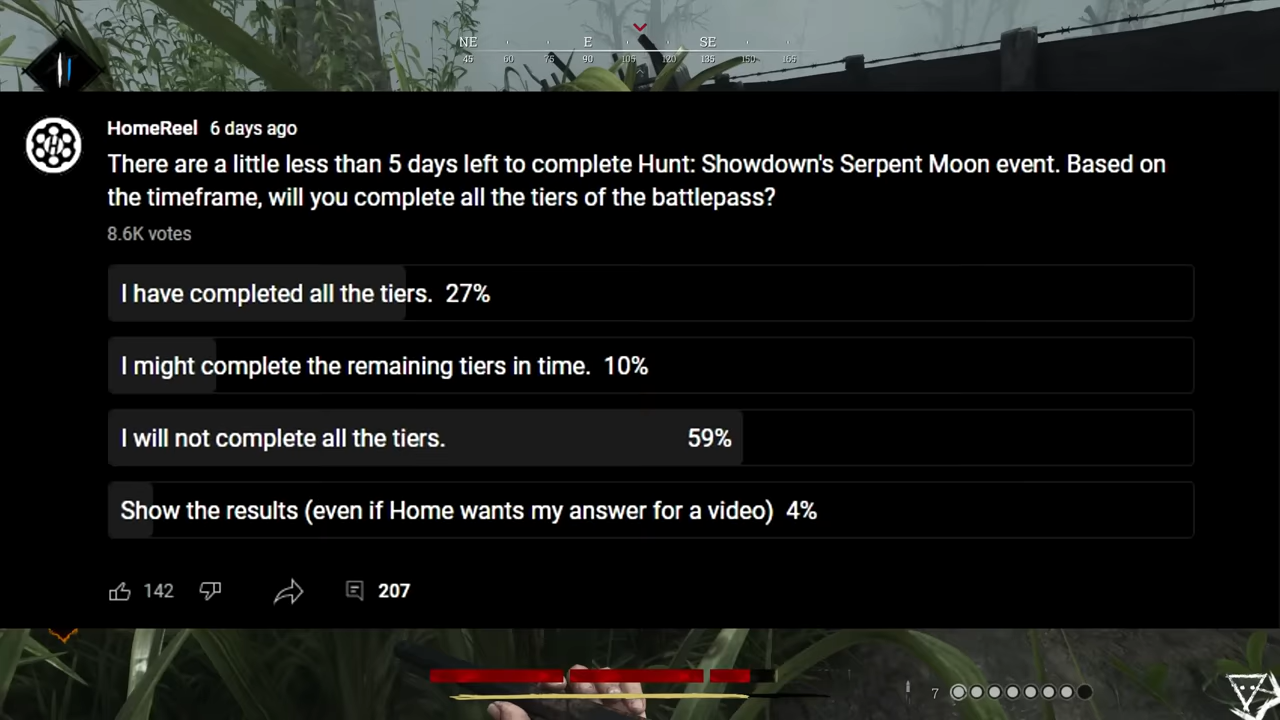 NE E SE
45 60 75 90 105 120 135 150 165
HomeReel 6 days ago
There are a little less than 5 days left to complete Hunt: Showdown's Serpent Moon event. Based on
the timeframe, will you complete all the tiers of the battlepass?
8.6K votes
I have completed all the tiers. 27%
I might complete the remaining tiers in time. 10%
I will not complete all the tiers. 59%
Show the results (even if Home wants my answer for a video) 4%
142 207
7